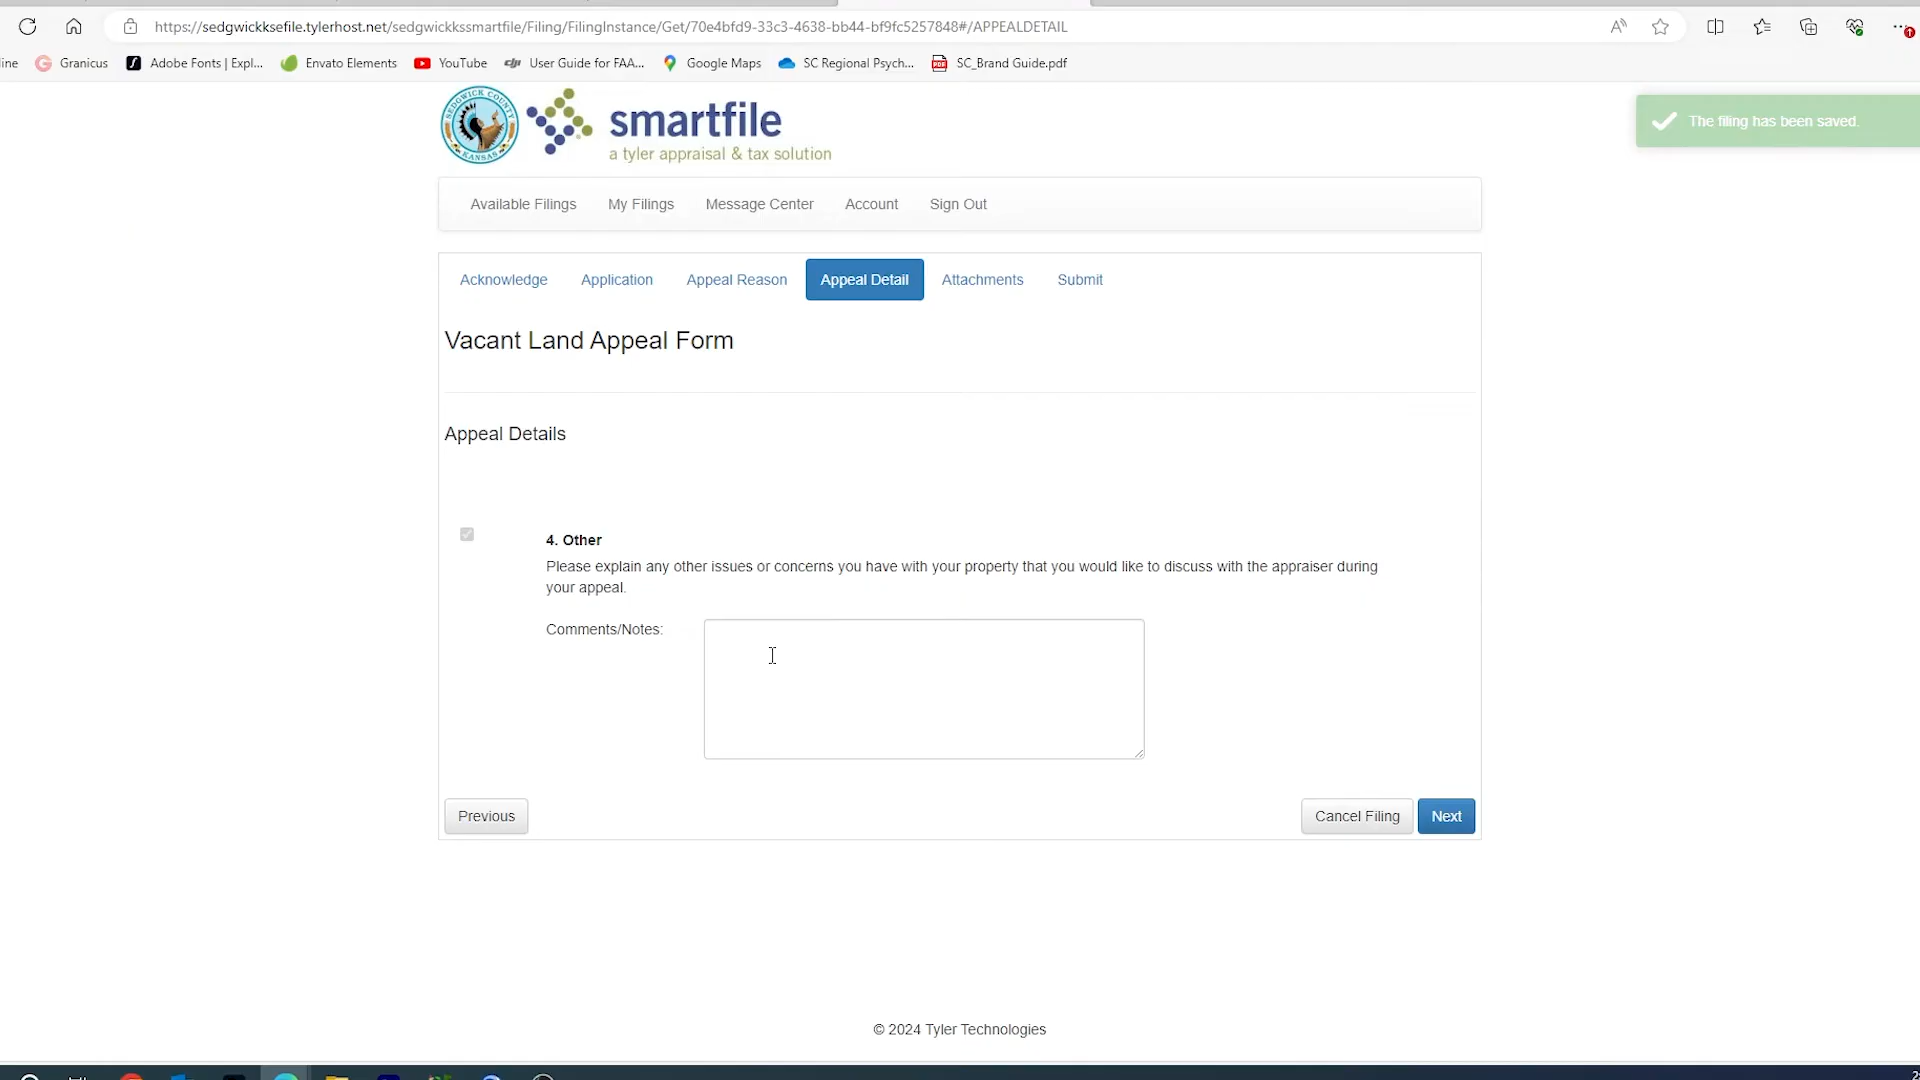 https://sedgwickksefile.tylerhost.net/sedgwickkssmartfile/Filing/FilingInstance/Get/70e4bfd9-33c3-4638-bb44-bf9fc5257848#/APPEALDETAIL
ine Granicus Adobe Fonts | Expl... Envato Elements YouTube User Guide for FAA... Google Maps SC Regional Psych... SC_Brand Guide.pdf
SEDGWICK COUNTY
KANSAS
smartfile
a tyler appraisal & tax solution
The filing has been saved.
Available Filings My Filings Message Center Account Sign Out
Acknowledge Application Appeal Reason Appeal Detail Attachments Submit
Vacant Land Appeal Form
Appeal Details
4. Other
Please explain any other issues or concerns you have with your property that you would like to discuss with the appraiser during
your appeal.
Comments/Notes:
Previous Cancel Filing Next
© 2024 Tyler Technologies